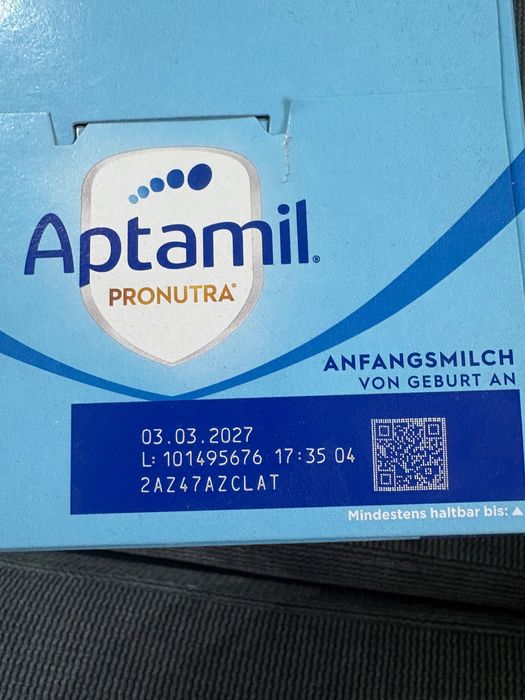 Aptamil®
PRONUTRA®
ANFANGSMILCH
VON GEBURT AN
03.03.2027
L: 101495676 17:35 04
2AZ47AZCLAT
Mindestens haltbar bis: ▲